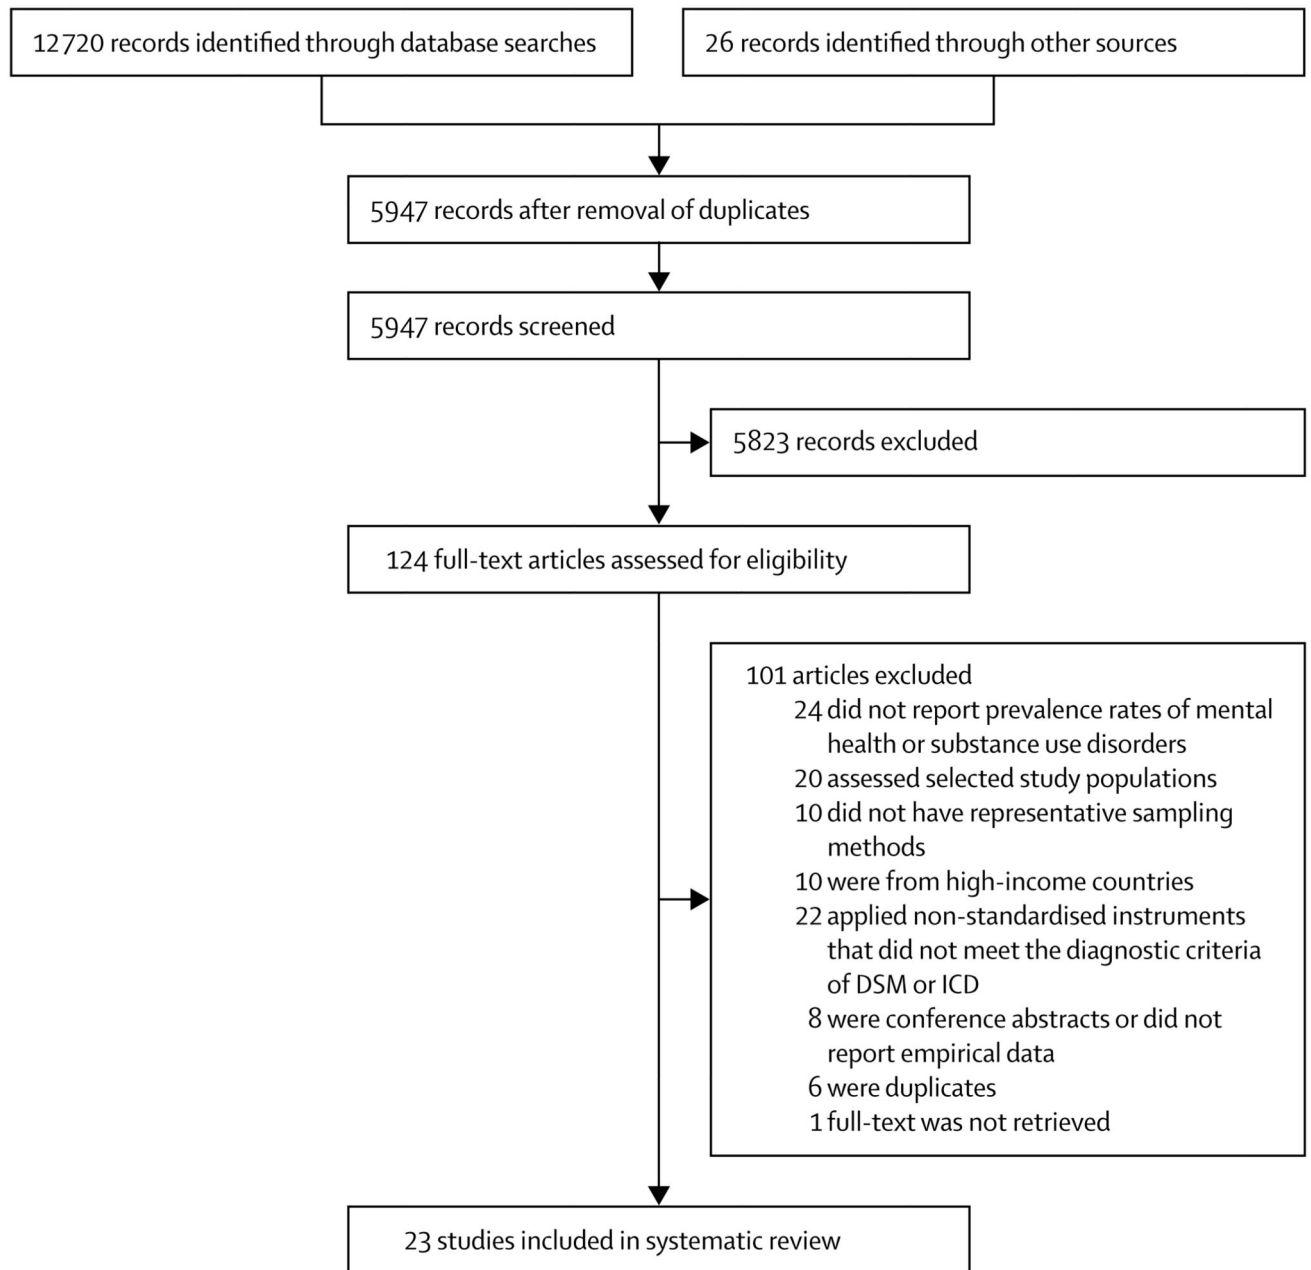 12720 records identified through database searches
26 records identified through other sources
5947 records after removal of duplicates
5947 records screened
5823 records excluded
124 full-text articles assessed for eligibility
101 articles excluded
24 did not report prevalence rates of mental
health or substance use disorders
20 assessed selected study populations
10 did not have representative sampling
methods
10 were from high-income countries
22 applied non-standardised instruments
that did not meet the diagnostic criteria
of DSM or ICD
8 were conference abstracts or did not
report empirical data
6 were duplicates
1 full-text was not retrieved
23 studies included in systematic review